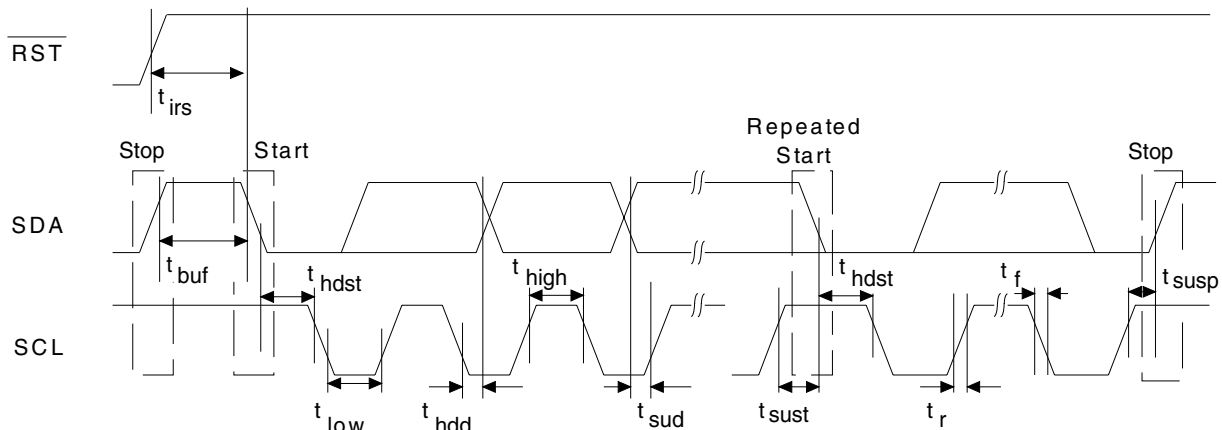 RST
t irs
Stop
Start
Repeated
Start
Stop
SDA
t buf
t hdst
t high
t hdst
t f
t susp
SCL
t low
t hdd
t sud
t sust
t r